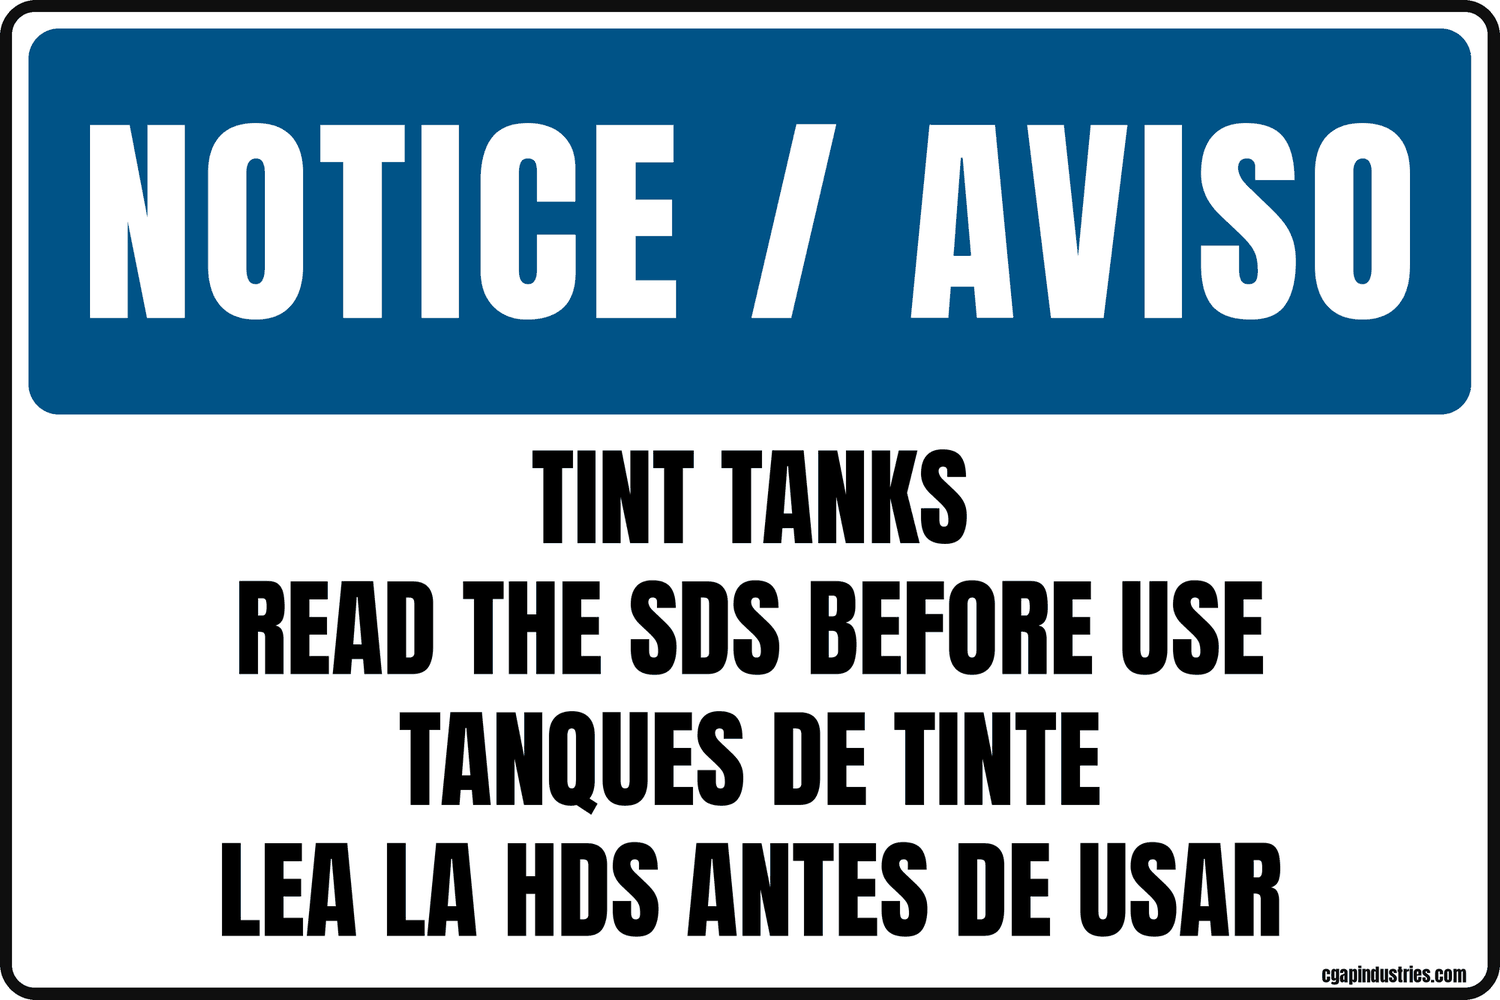 NOTICE / AVISO
TINT TANKS
READ THE SDS BEFORE USE
TANQUES DE TINTE
LEA LA HDS ANTES DE USAR
cgapindustries.com